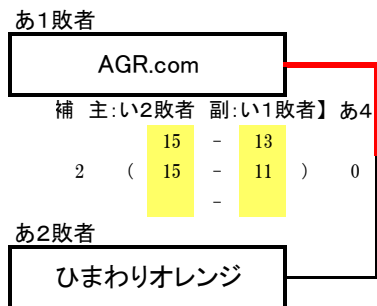 あ1敗者
AGR.com
補 主:い2敗者 副:い1敗者】 あ4
15 - 13
2 ( 15 - 11 ) 0
-
あ2敗者
ひまわりオレンジ